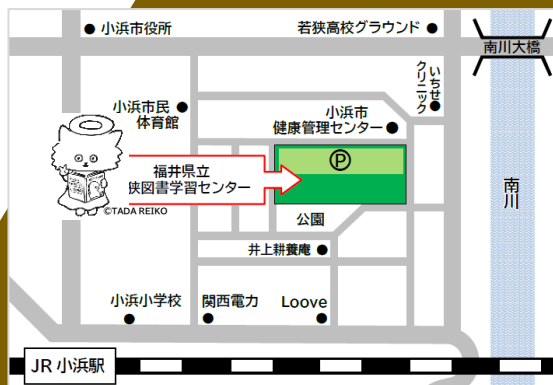 小浜市役所
若狭高校グラウンド
南川大橋
いちせ
クリニック
小浜市民
体育館
小浜市
健康管理センター
P
福井県立
狭図書学習センター
©TADA REIKO
南川
公園
井上耕養庵
小浜小学校
関西電力
Loove
JR 小浜駅